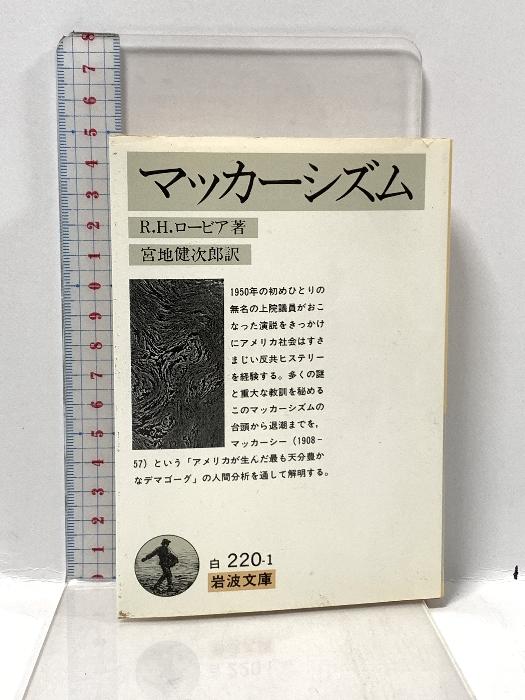 マッカーシズム
R.H.ロービア著
宮地健次郎訳
1950年の初めひとりの
無名の上院議員がおこ
なった演説をきっかけ
にアメリカ社会はすさ
まじい反共ヒステリー
を経験する。多くの謎
と重大な教訓を秘める
このマッカーシズムの
台頭から退潮までを,
マッカーシー（1908－
57）という「アメリカが生んだ最も天分豊か
なデマゴーグ」の人間分析を通して解明する。
白 220-1
岩波文庫